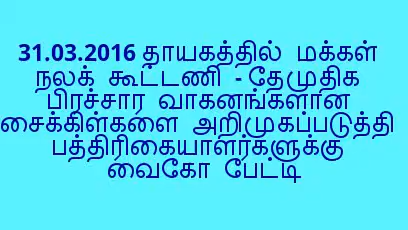 31.03.2016 தாயகத்தில் மக்கள்
நலக் கூட்டணி - தேமுதிக
பிரச்சார வாகனங்களான
சைக்கிள்களை அறிமுகப்படுத்தி
பத்திரிகையாளர்களுக்கு
வைகோ பேட்டி